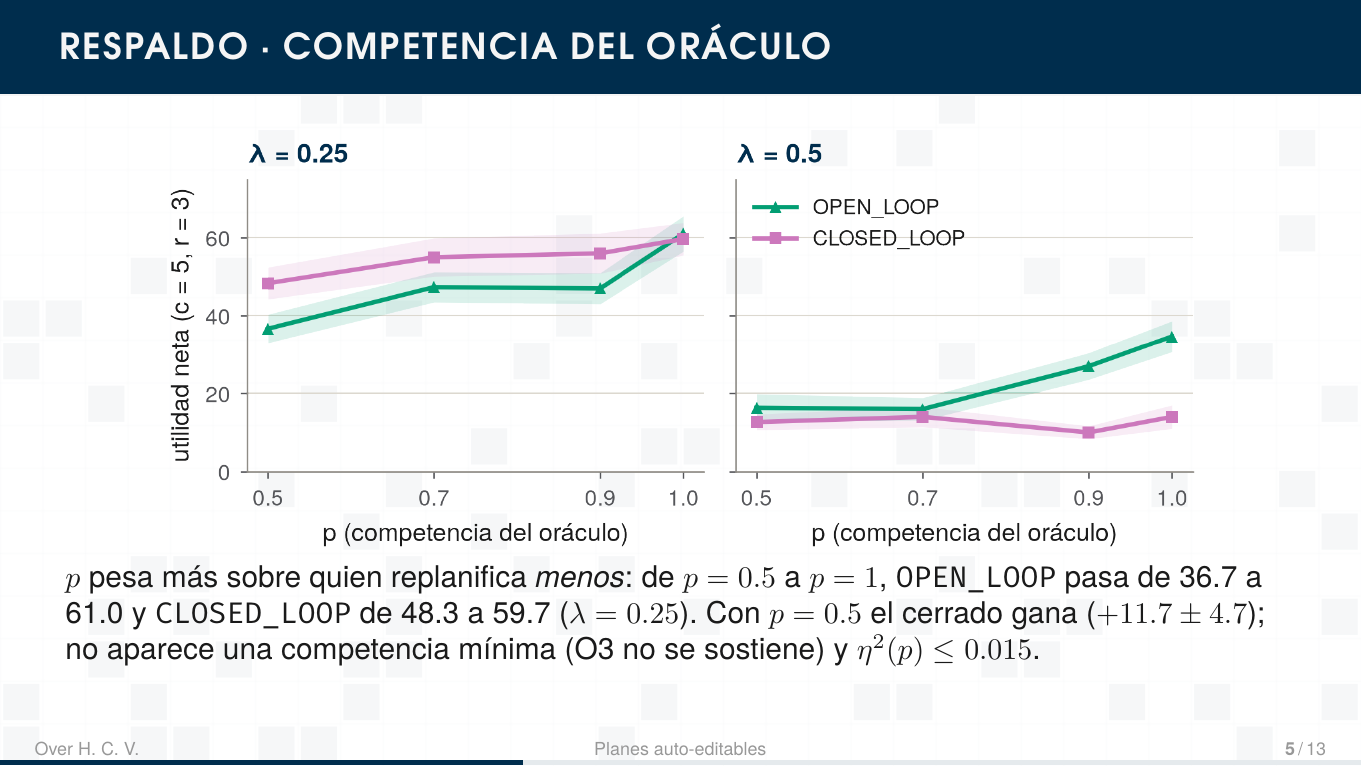 RESPALDO · COMPETENCIA DEL ORÁCULO
λ = 0.25
λ = 0.5
utilidad neta (c = 5, r = 3)
60
40
20
0
OPEN_LOOP
CLOSED_LOOP
0.5 0.7 0.9 1.0
0.5 0.7 0.9 1.0
p (competencia del oráculo)
p (competencia del oráculo)
p pesa más sobre quien replanifica menos: de p = 0.5 a p = 1, OPEN_LOOP pasa de 36.7 a
61.0 y CLOSED_LOOP de 48.3 a 59.7 (λ = 0.25). Con p = 0.5 el cerrado gana (+11.7 ± 4.7);
no aparece una competencia mínima (O3 no se sostiene) y η²(p) ≤ 0.015.
Over H. C. V.
Planes auto-editables
5/13